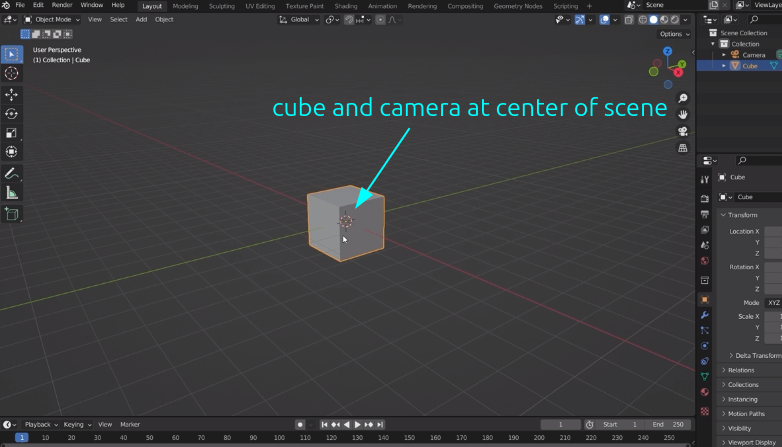 File Edit Render Window Help Layout Modeling Sculpting UV Editing Texture Paint Shading Animation Rendering Compositing Geometry Nodes Scripting + Scene
Object Mode View Select Add Object Global
Options
User Perspective
(1) Collection | Cube
Z
Y
X
cube and camera at center of scene
Scene Collection
Collection
Camera
Cube
Cube
Cube
Transform
Location X
Y
Z
Rotation X
Y
Z
Mode XYZ
Scale X
Y
Z
Delta Transform
Relations
Collections
Instancing
Motion Paths
Visibility
Viewport Display
Playback Keying View Marker 1 Start 1 End 250
1 10 20 30 40 50 60 70 80 90 100 110 120 130 140 150 160 170 180 190 200 210 220 230 240 250